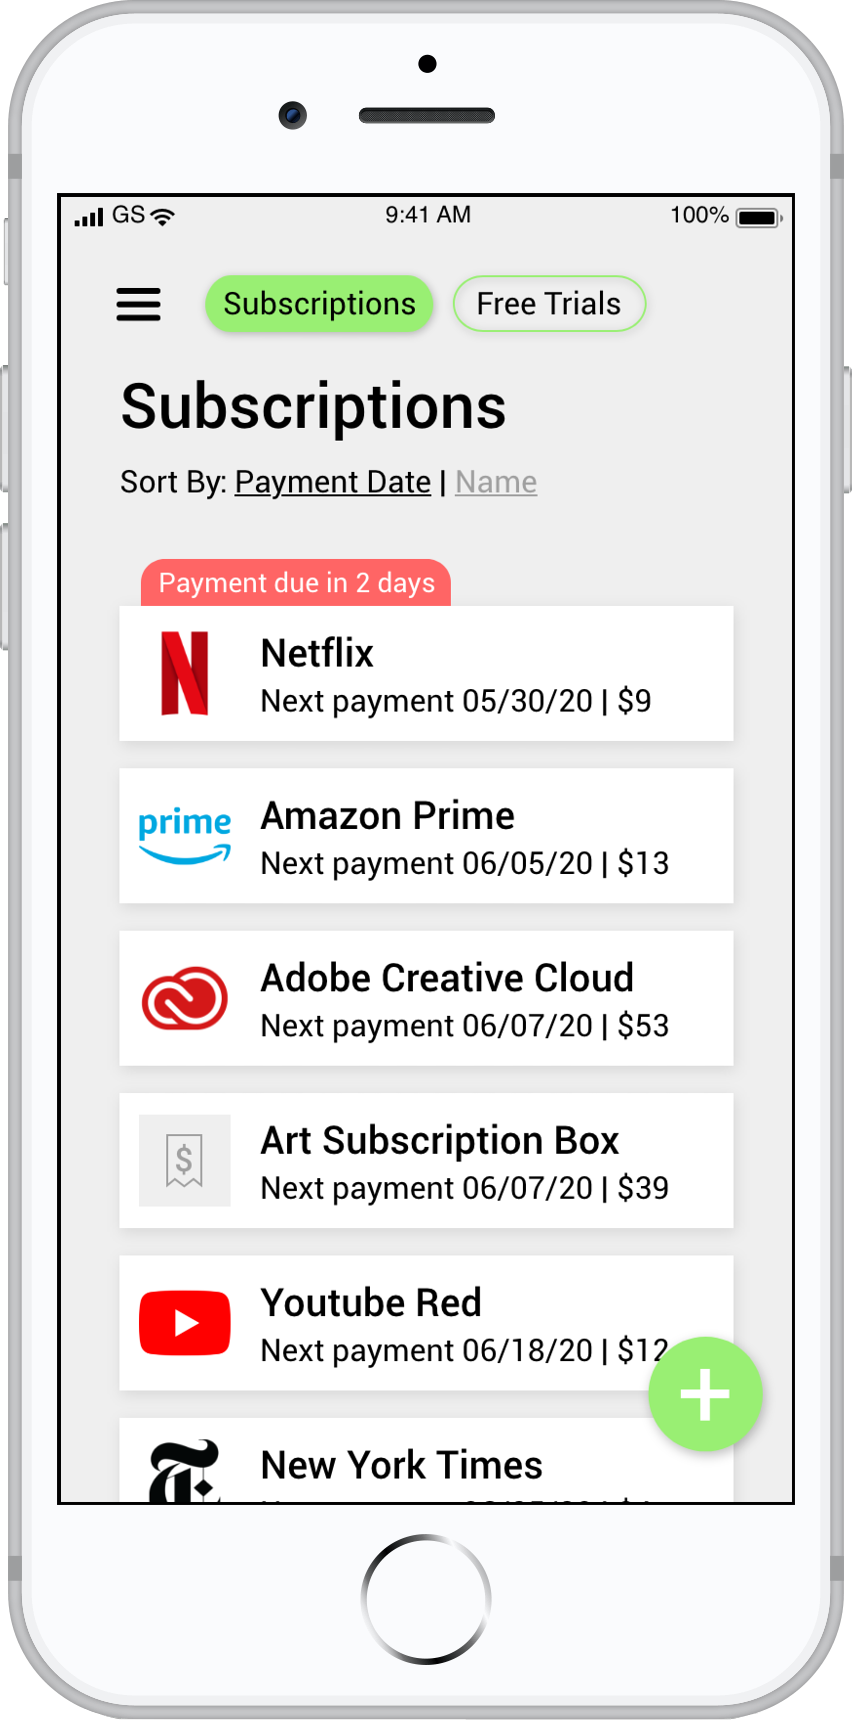 GS 9:41 AM 100%
Subscriptions Free Trials
Subscriptions
Sort By: Payment Date | Name
Payment due in 2 days
Netflix
Next payment 05/30/20 | $9
prime
Amazon Prime
Next payment 06/05/20 | $13
Adobe Creative Cloud
Next payment 06/07/20 | $53
$
Art Subscription Box
Next payment 06/07/20 | $39
Youtube Red
Next payment 06/18/20 | $12
New York Times